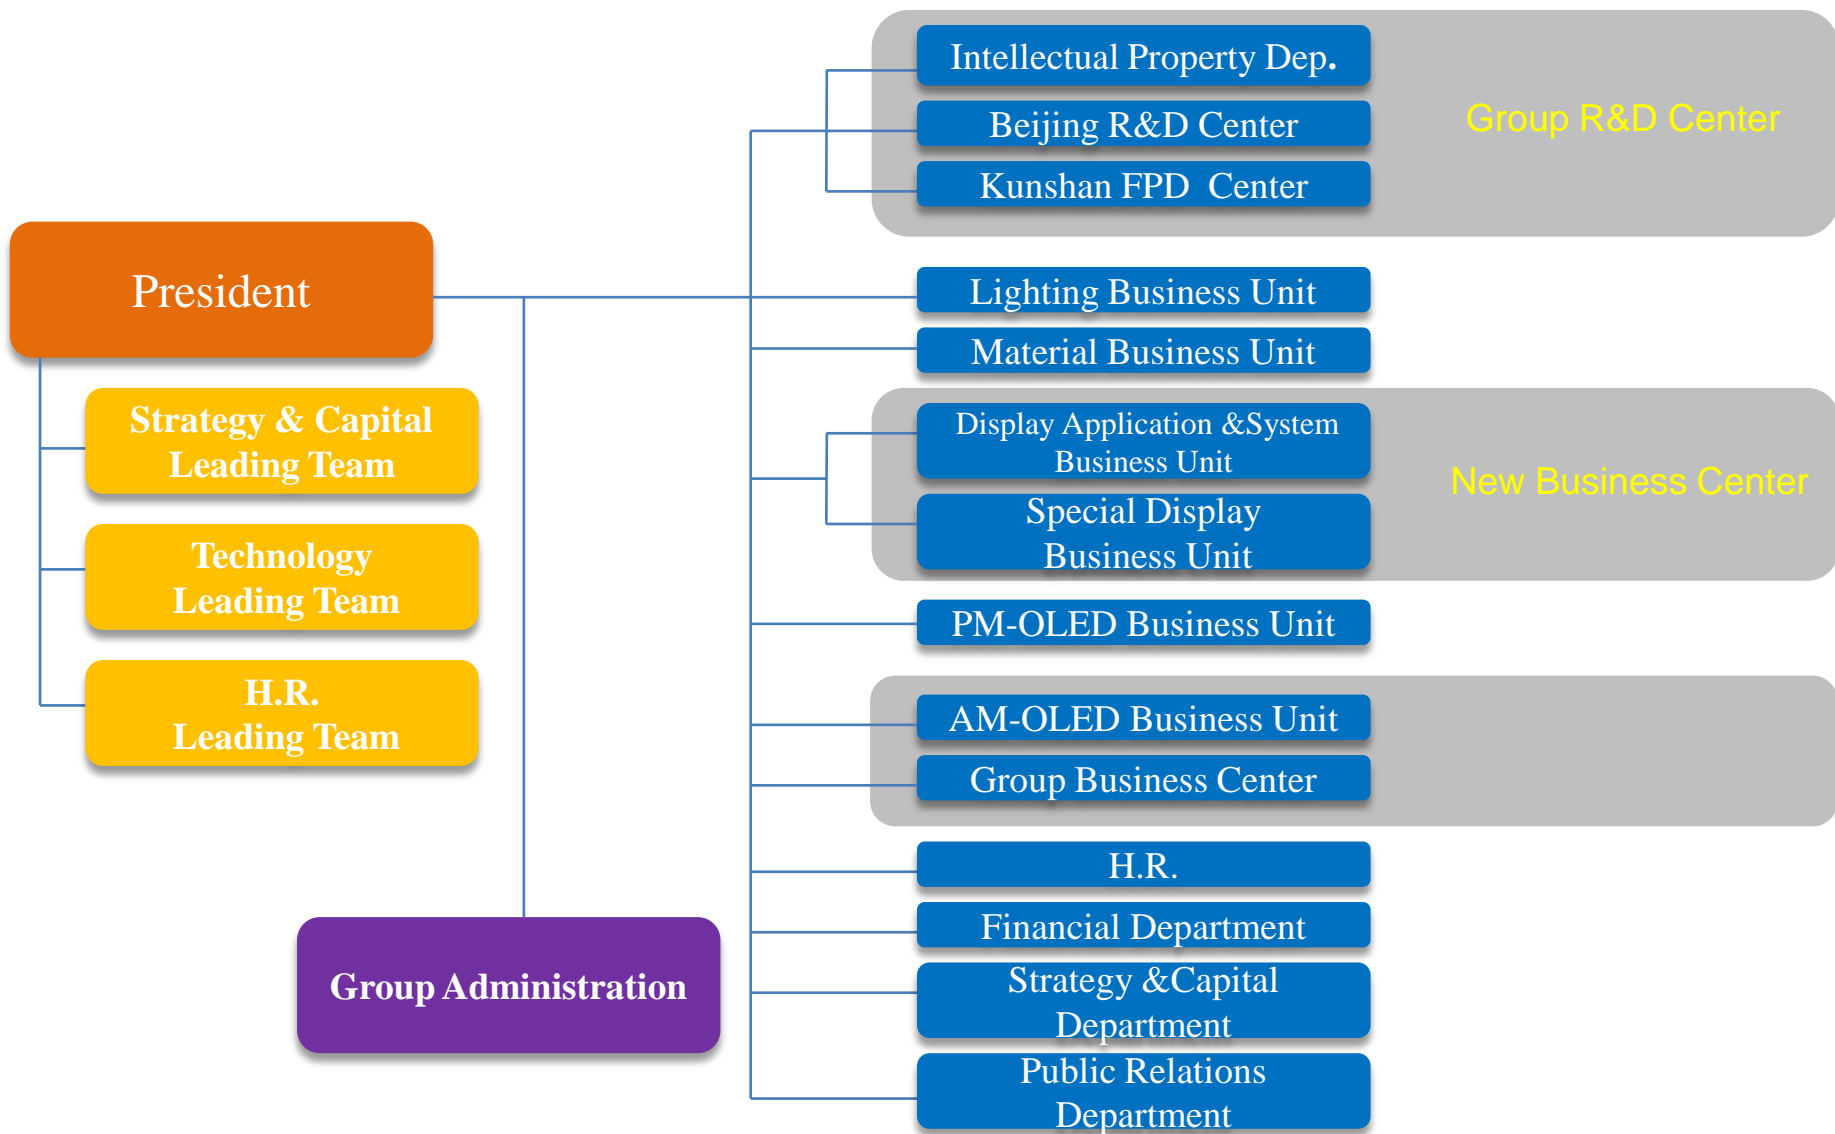 President
Strategy & Capital
Leading Team
Technology
Leading Team
H.R.
Leading Team
Group Administration
Intellectual Property Dep.
Beijing R&D Center
Kunshan FPD  Center
Group R&D Center
Lighting Business Unit
Material Business Unit
Display Application &System
Business Unit
Special Display
Business Unit
New Business Center
PM-OLED Business Unit
AM-OLED Business Unit
Group Business Center
H.R.
Financial Department
Strategy &Capital
Department
Public Relations
Department